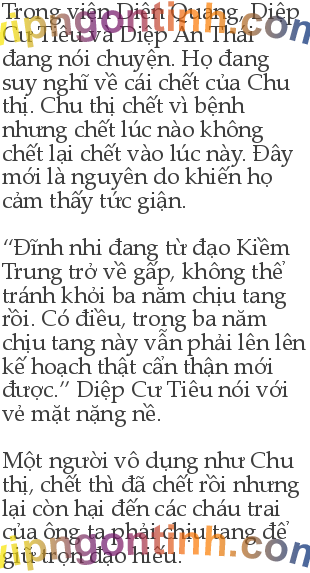 Trong viện Diên Quang, Diệp
Cư Tiêu và Diệp An Thái
đang nói chuyện. Họ đang
suy nghĩ về cái chết của Chu
thị. Chu thị chết vì bệnh
nhưng chết lúc nào không
chết lại chết vào lúc này. Đây
mới là nguyên do khiến họ
cảm thấy tức giận.
“Đĩnh nhi đang từ đạo Kiềm
Trung trở về gấp, không thể
tránh khỏi ba năm chịu tang
rồi. Có điều, trong ba năm
chịu tang này vẫn phải lên lên
kế hoạch thật cẩn thận mới
được.” Diệp Cư Tiêu nói với
vẻ mặt nặng nề.
Một người vô dụng như Chu
thị, chết thì đã chết rồi nhưng
lại còn hại đến các cháu trai
của ông ta phải chịu tang để
giữ trọn đạo hiếu.
vipngontinh.com
vipngontinh.com